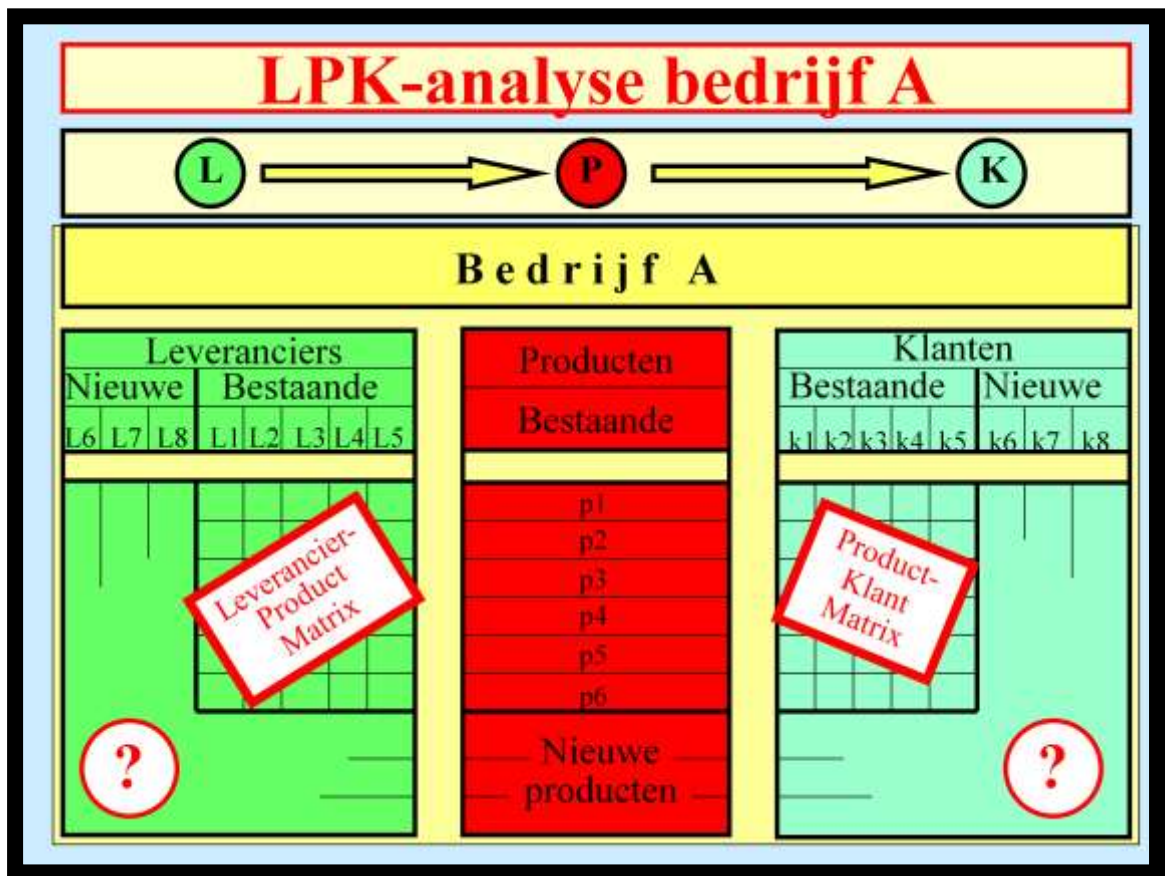 LPK-analyse bedrijf A
L P K
Bedrijf A
Leveranciers
Nieuwe Bestaande
L6 L7 L8 L1 L2 L3 L4 L5
Producten
Bestaande
Klanten
Bestaande Nieuwe
k1 k2 k3 k4 k5 k6 k7 k8
Leverancier-
Product
Matrix
p1
p2
p3
p4
p5
p6
Nieuwe
producten
Product-
Klant
Matrix
?
?